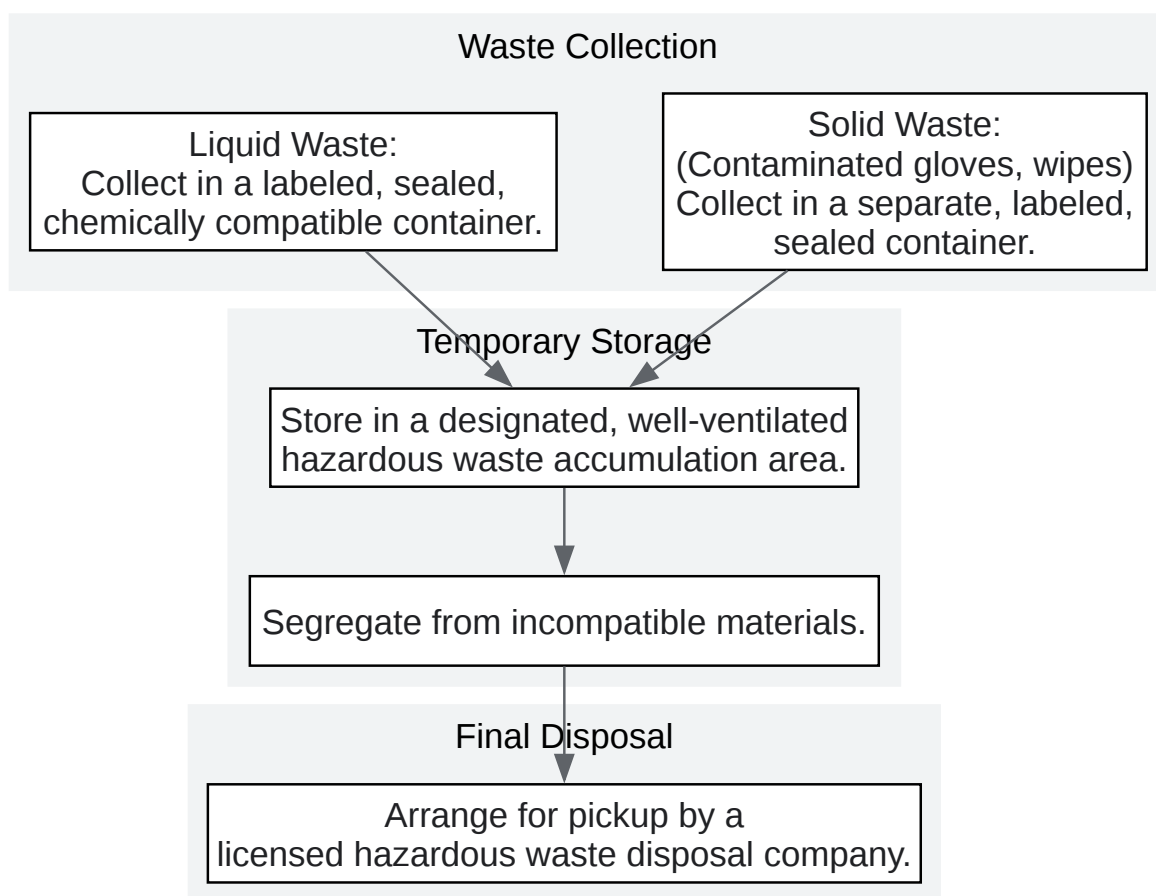 Waste Collection
Liquid Waste:
Collect in a labeled, sealed,
chemically compatible container.
Solid Waste:
(Contaminated gloves, wipes)
Collect in a separate, labeled,
sealed container.
Temporary Storage
Store in a designated, well-ventilated
hazardous waste accumulation area.
Segregate from incompatible materials.
Final Disposal
Arrange for pickup by a
licensed hazardous waste disposal company.